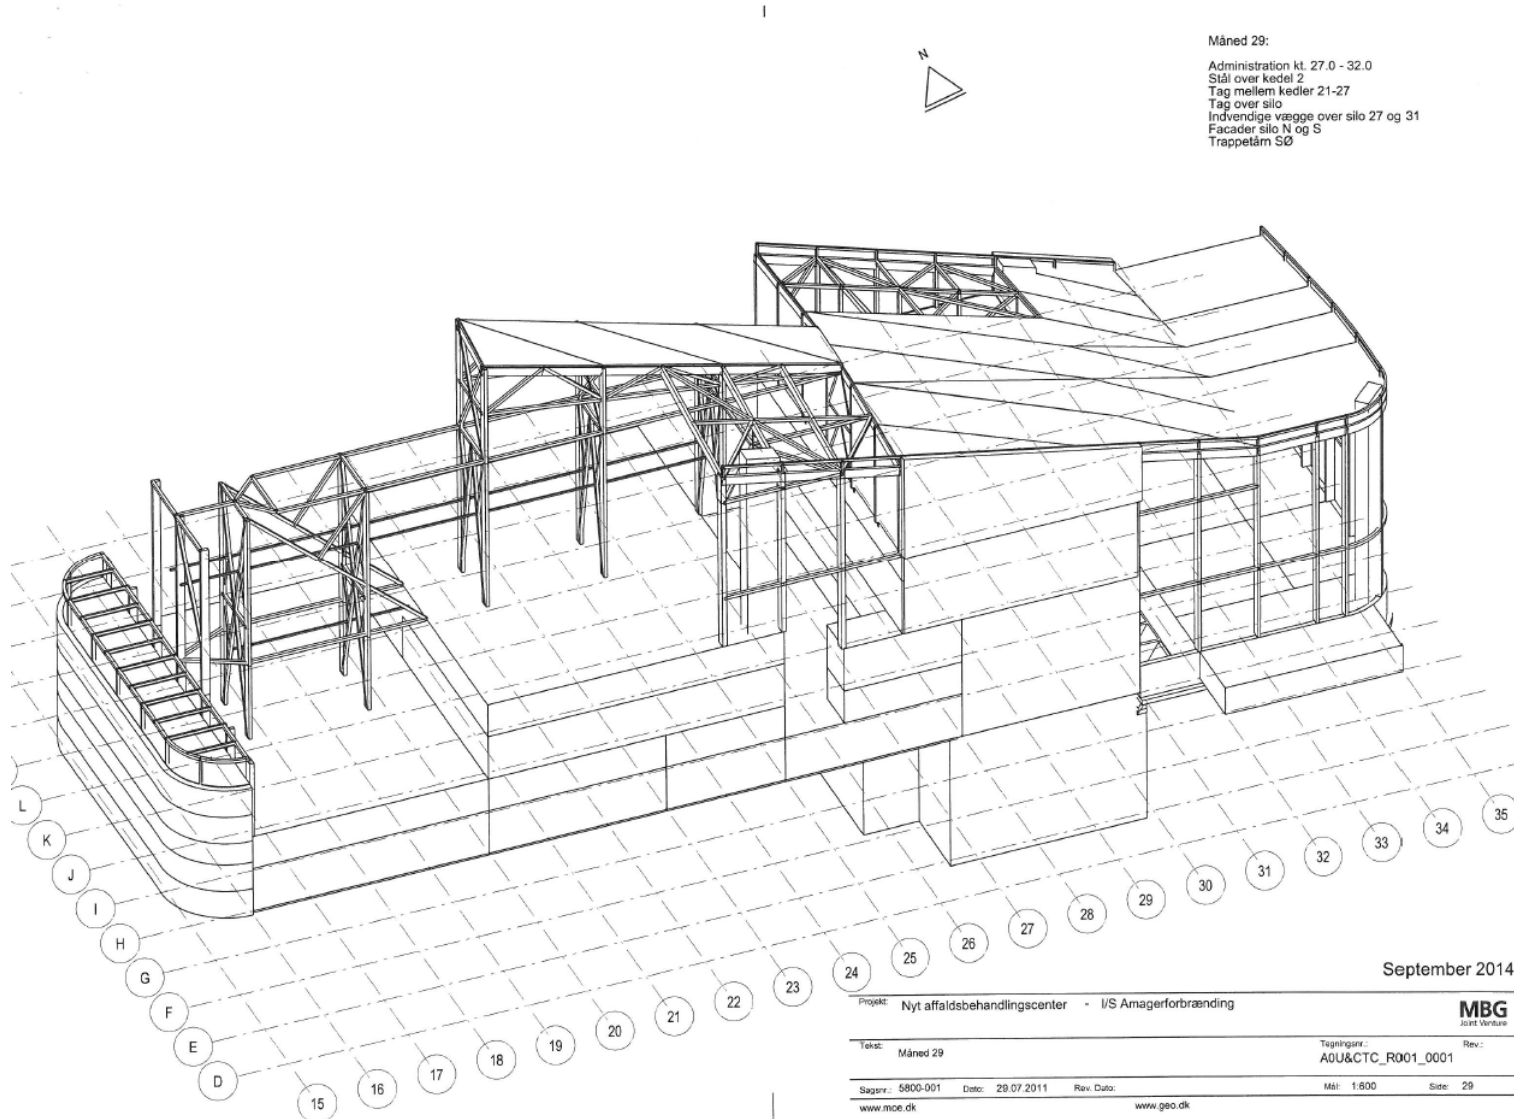 N
Måned 29:
Administration kt. 27.0 - 32.0
Stål over kedel 2
Tag mellem kedler 21-27
Tag over silo
Indvendige vægge over silo 27 og 31
Facader silo N og S
Trappetårn SØ
L
K
J
I
H
G
F
E
D
15
16
17
18
19
20
21
22
23
24
25
26
27
28
29
30
31
32
33
34
35
September 2014
Projekt: Nyt affaldsbehandlingscenter - I/S Amagerforbrænding
MBG
Joint Venture
Tekst: Måned 29
Tegningsnr.: Rev.:
A0U&CTC_R001_0001
Sagsnr.: 5800-001 Dato: 29.07.2011 Rev. Dato: Mål: 1:600 Side: 29
www.moe.dk www.geo.dk